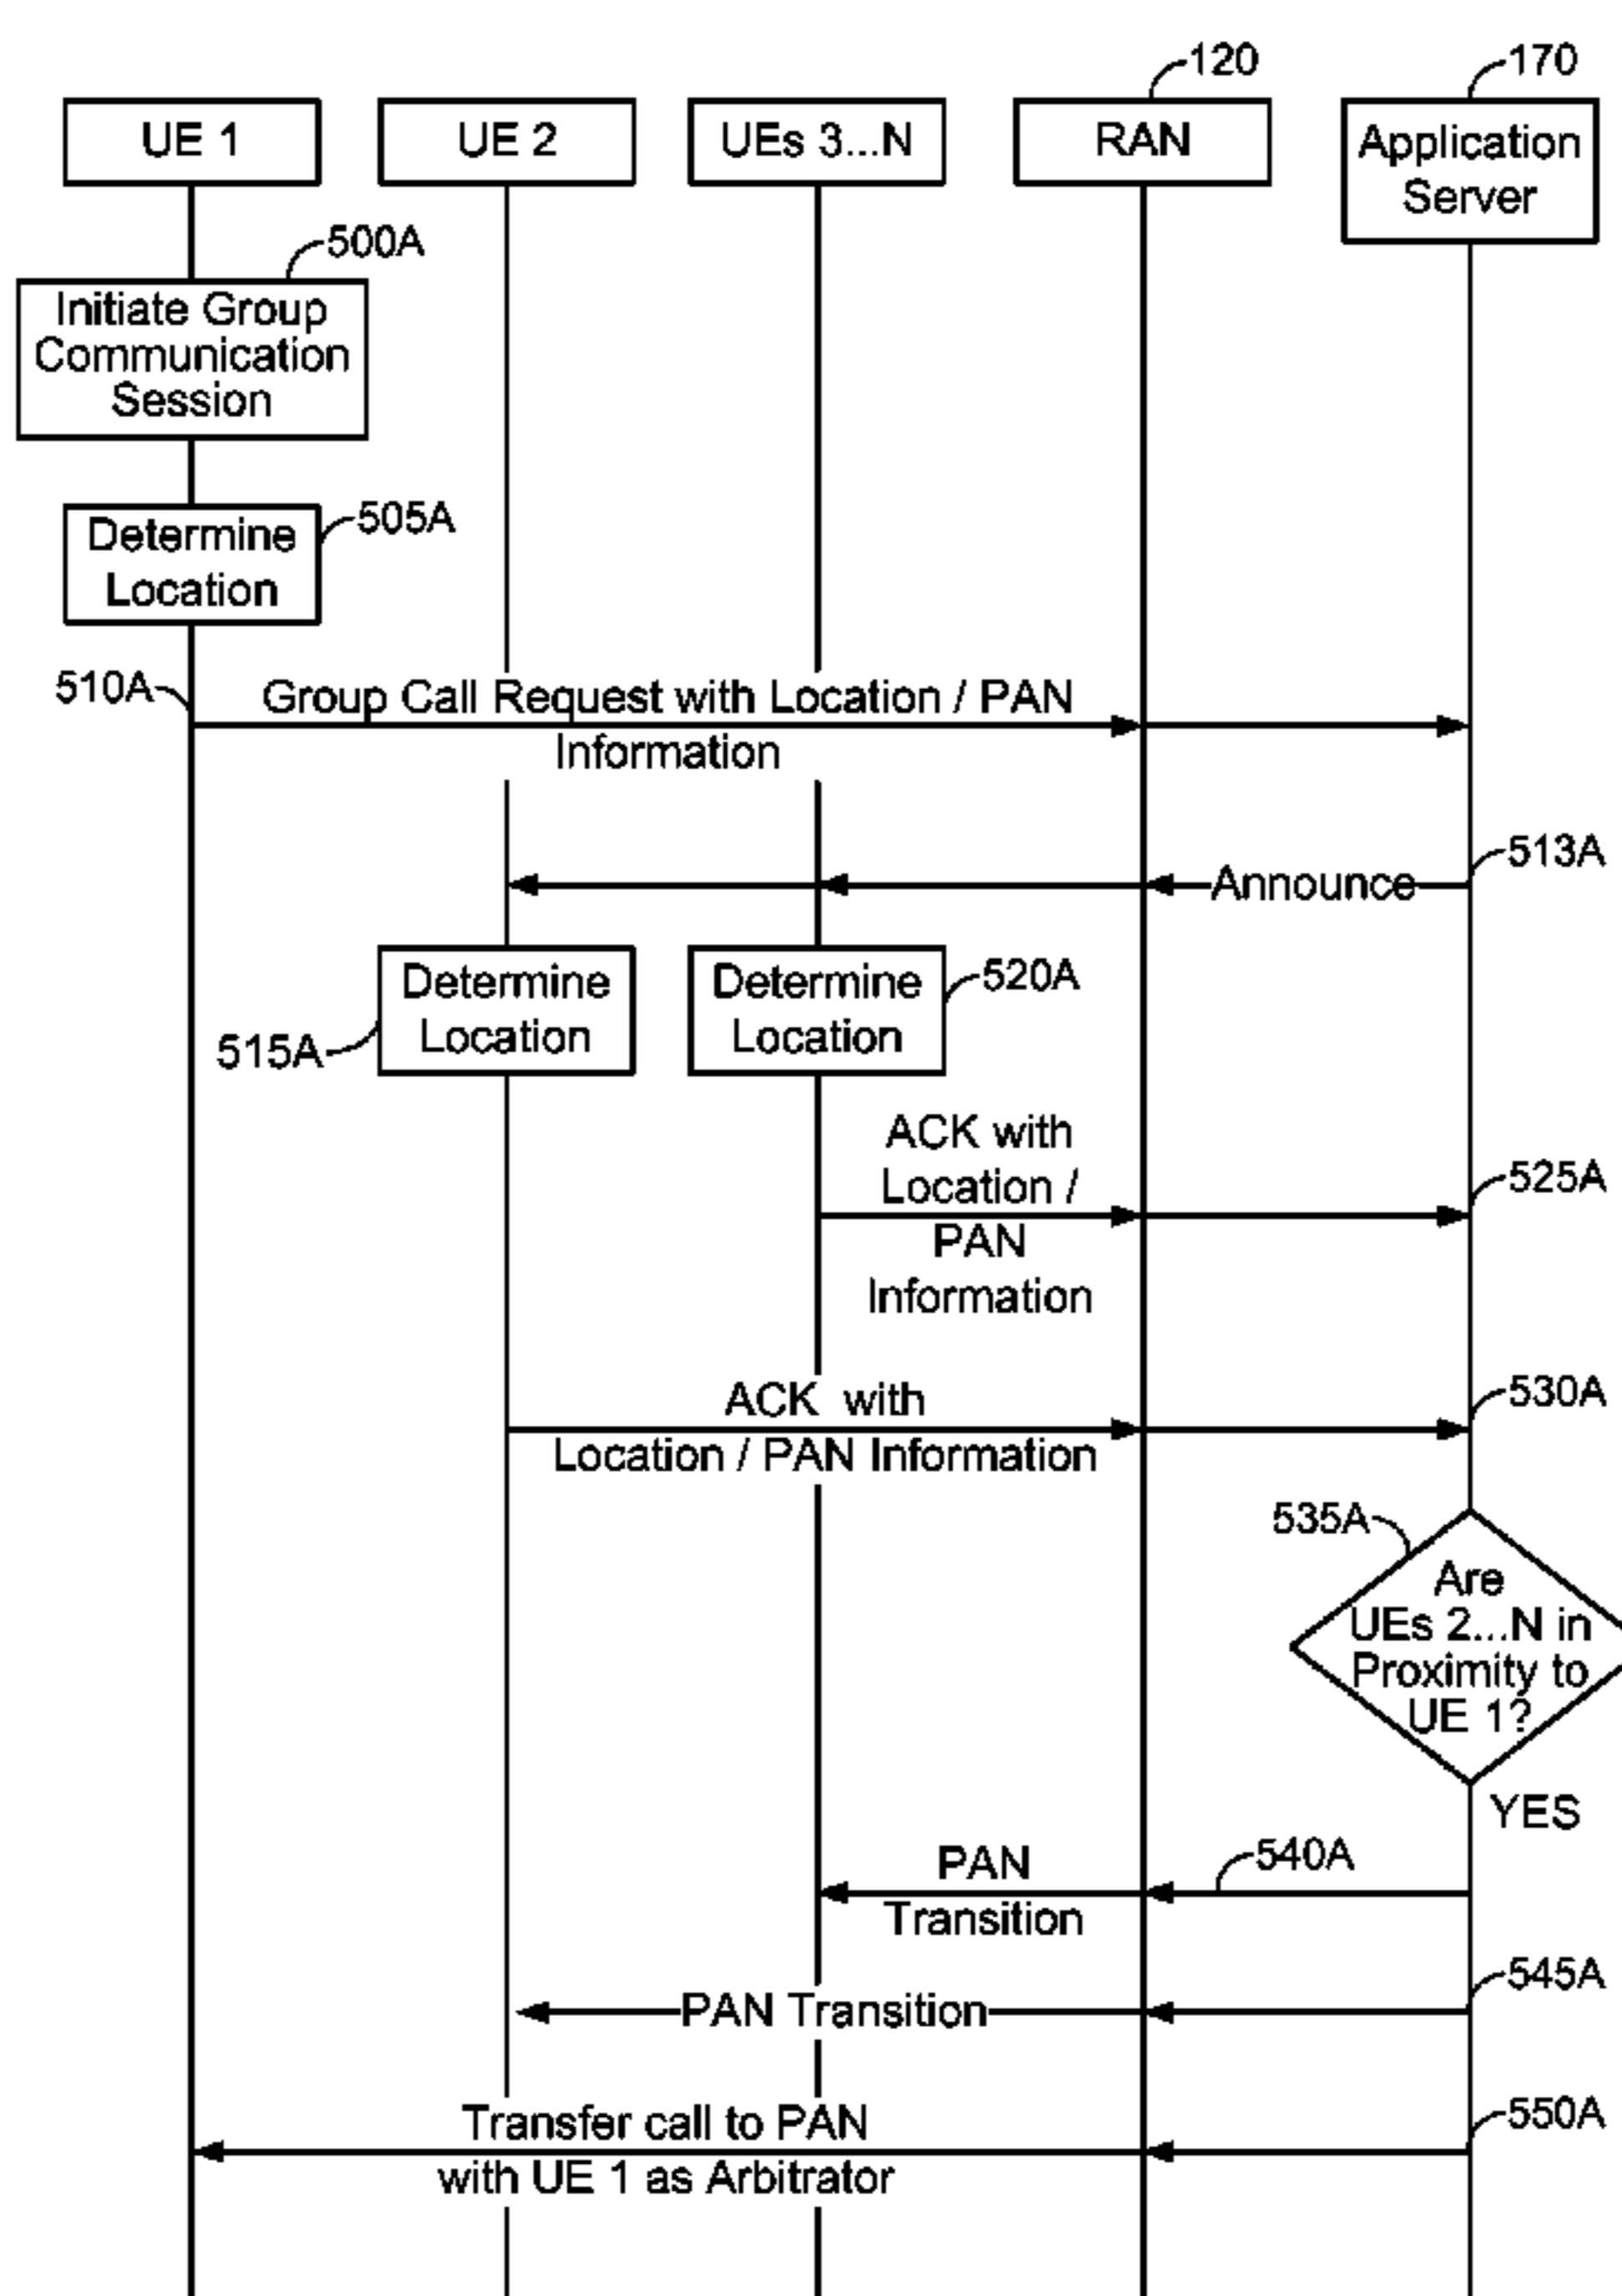 120
170
UE 1
UE 2
UEs 3...N
RAN
Application
Server
500A
Initiate Group
Communication
Session
505A
Determine
Location
510A
Group Call Request with Location / PAN
Information
513A
Announce
Determine
Location
515A
Determine
Location
520A
ACK with
Location /
PAN
Information
525A
ACK with
Location / PAN Information
530A
535A
Are
UEs 2...N in
Proximity to
UE 1?
YES
PAN
Transition
540A
PAN Transition
545A
Transfer call to PAN
with UE 1 as Arbitrator
550A